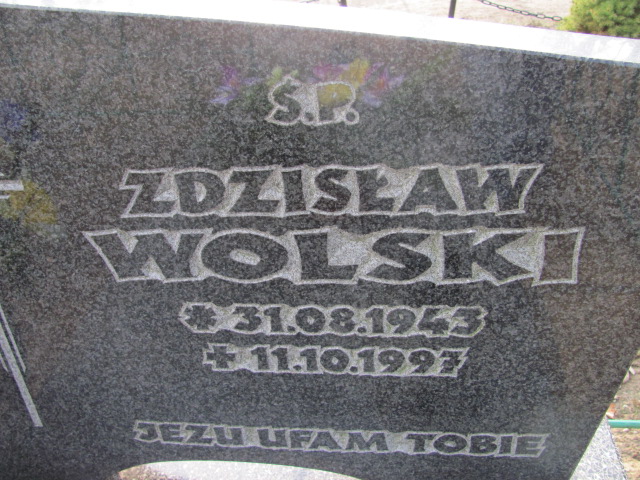 Ś.P.
ZDZISŁAW
WOLSKI
* 31.08.1943
+ 11.10.1997
JEZU UFAM TOBIE